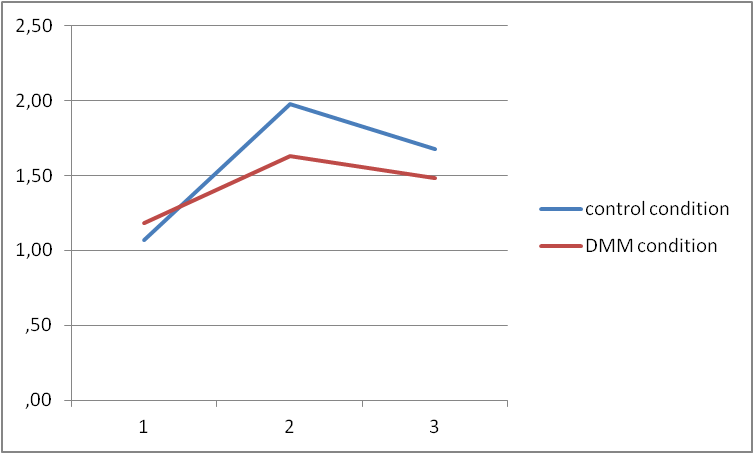 2,50
2,00
1,50
1,00
,50
,00
1 2 3
control condition
DMM condition